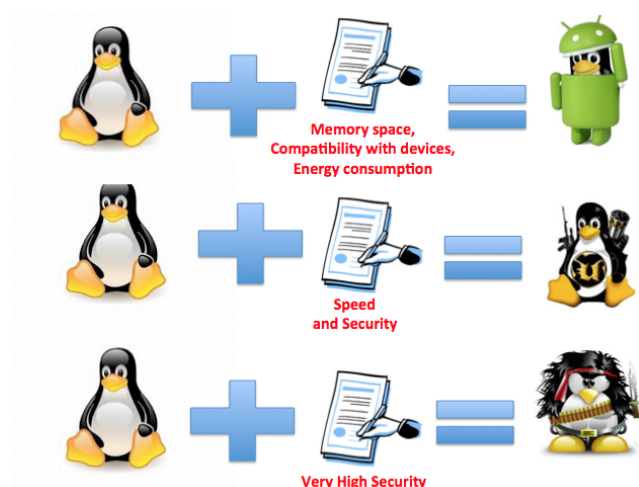 Memory space,
Compatibility with devices,
Energy consumption
Speed
and Security
Very High Security